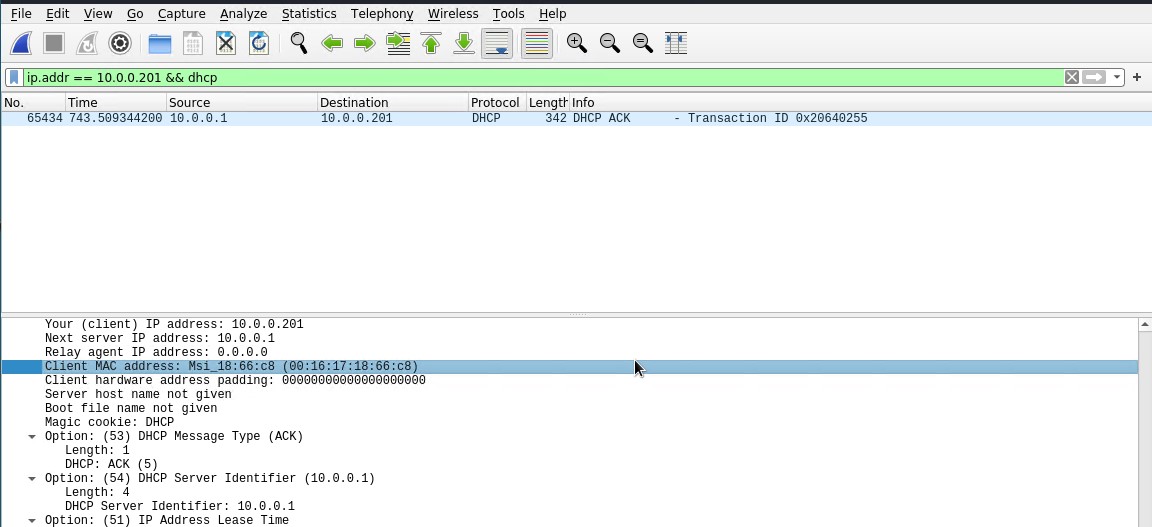 File Edit View Go Capture Analyze Statistics Telephony Wireless Tools Help
ip.addr == 10.0.0.201 && dhcp
No. Time Source Destination Protocol Length Info
65434 743.509344200 10.0.0.1 10.0.0.201 DHCP 342 DHCP ACK - Transaction ID 0x20640255
Your (client) IP address: 10.0.0.201
Next server IP address: 10.0.0.1
Relay agent IP address: 0.0.0.0
Client MAC address: Msi_18:66:c8 (00:16:17:18:66:c8)
Client hardware address padding: 00000000000000000000
Server host name not given
Boot file name not given
Magic cookie: DHCP
Option: (53) DHCP Message Type (ACK)
Length: 1
DHCP: ACK (5)
Option: (54) DHCP Server Identifier (10.0.0.1)
Length: 4
DHCP Server Identifier: 10.0.0.1
Option: (51) IP Address Lease Time